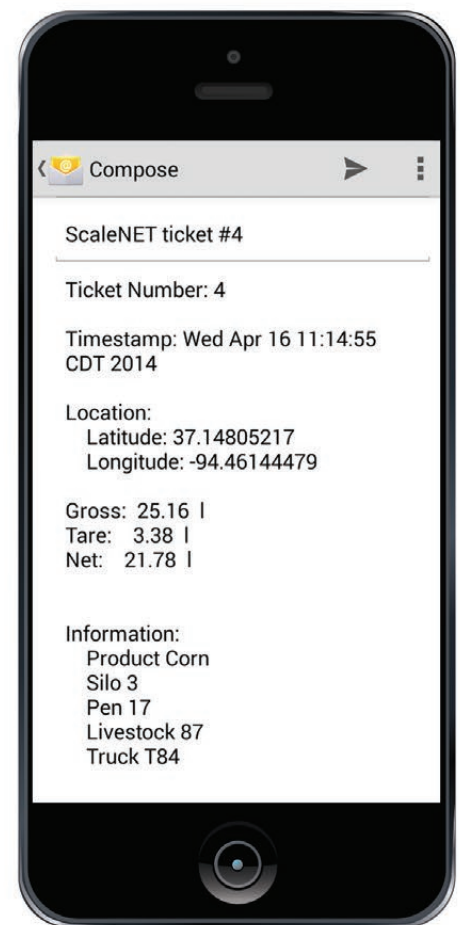 Compose
ScaleNET ticket #4
Ticket Number: 4
Timestamp: Wed Apr 16 11:14:55
CDT 2014
Location:
Latitude: 37.14805217
Longitude: -94.46144479
Gross: 25.16 l
Tare: 3.38 l
Net: 21.78 l
Information:
Product Corn
Silo 3
Pen 17
Livestock 87
Truck T84